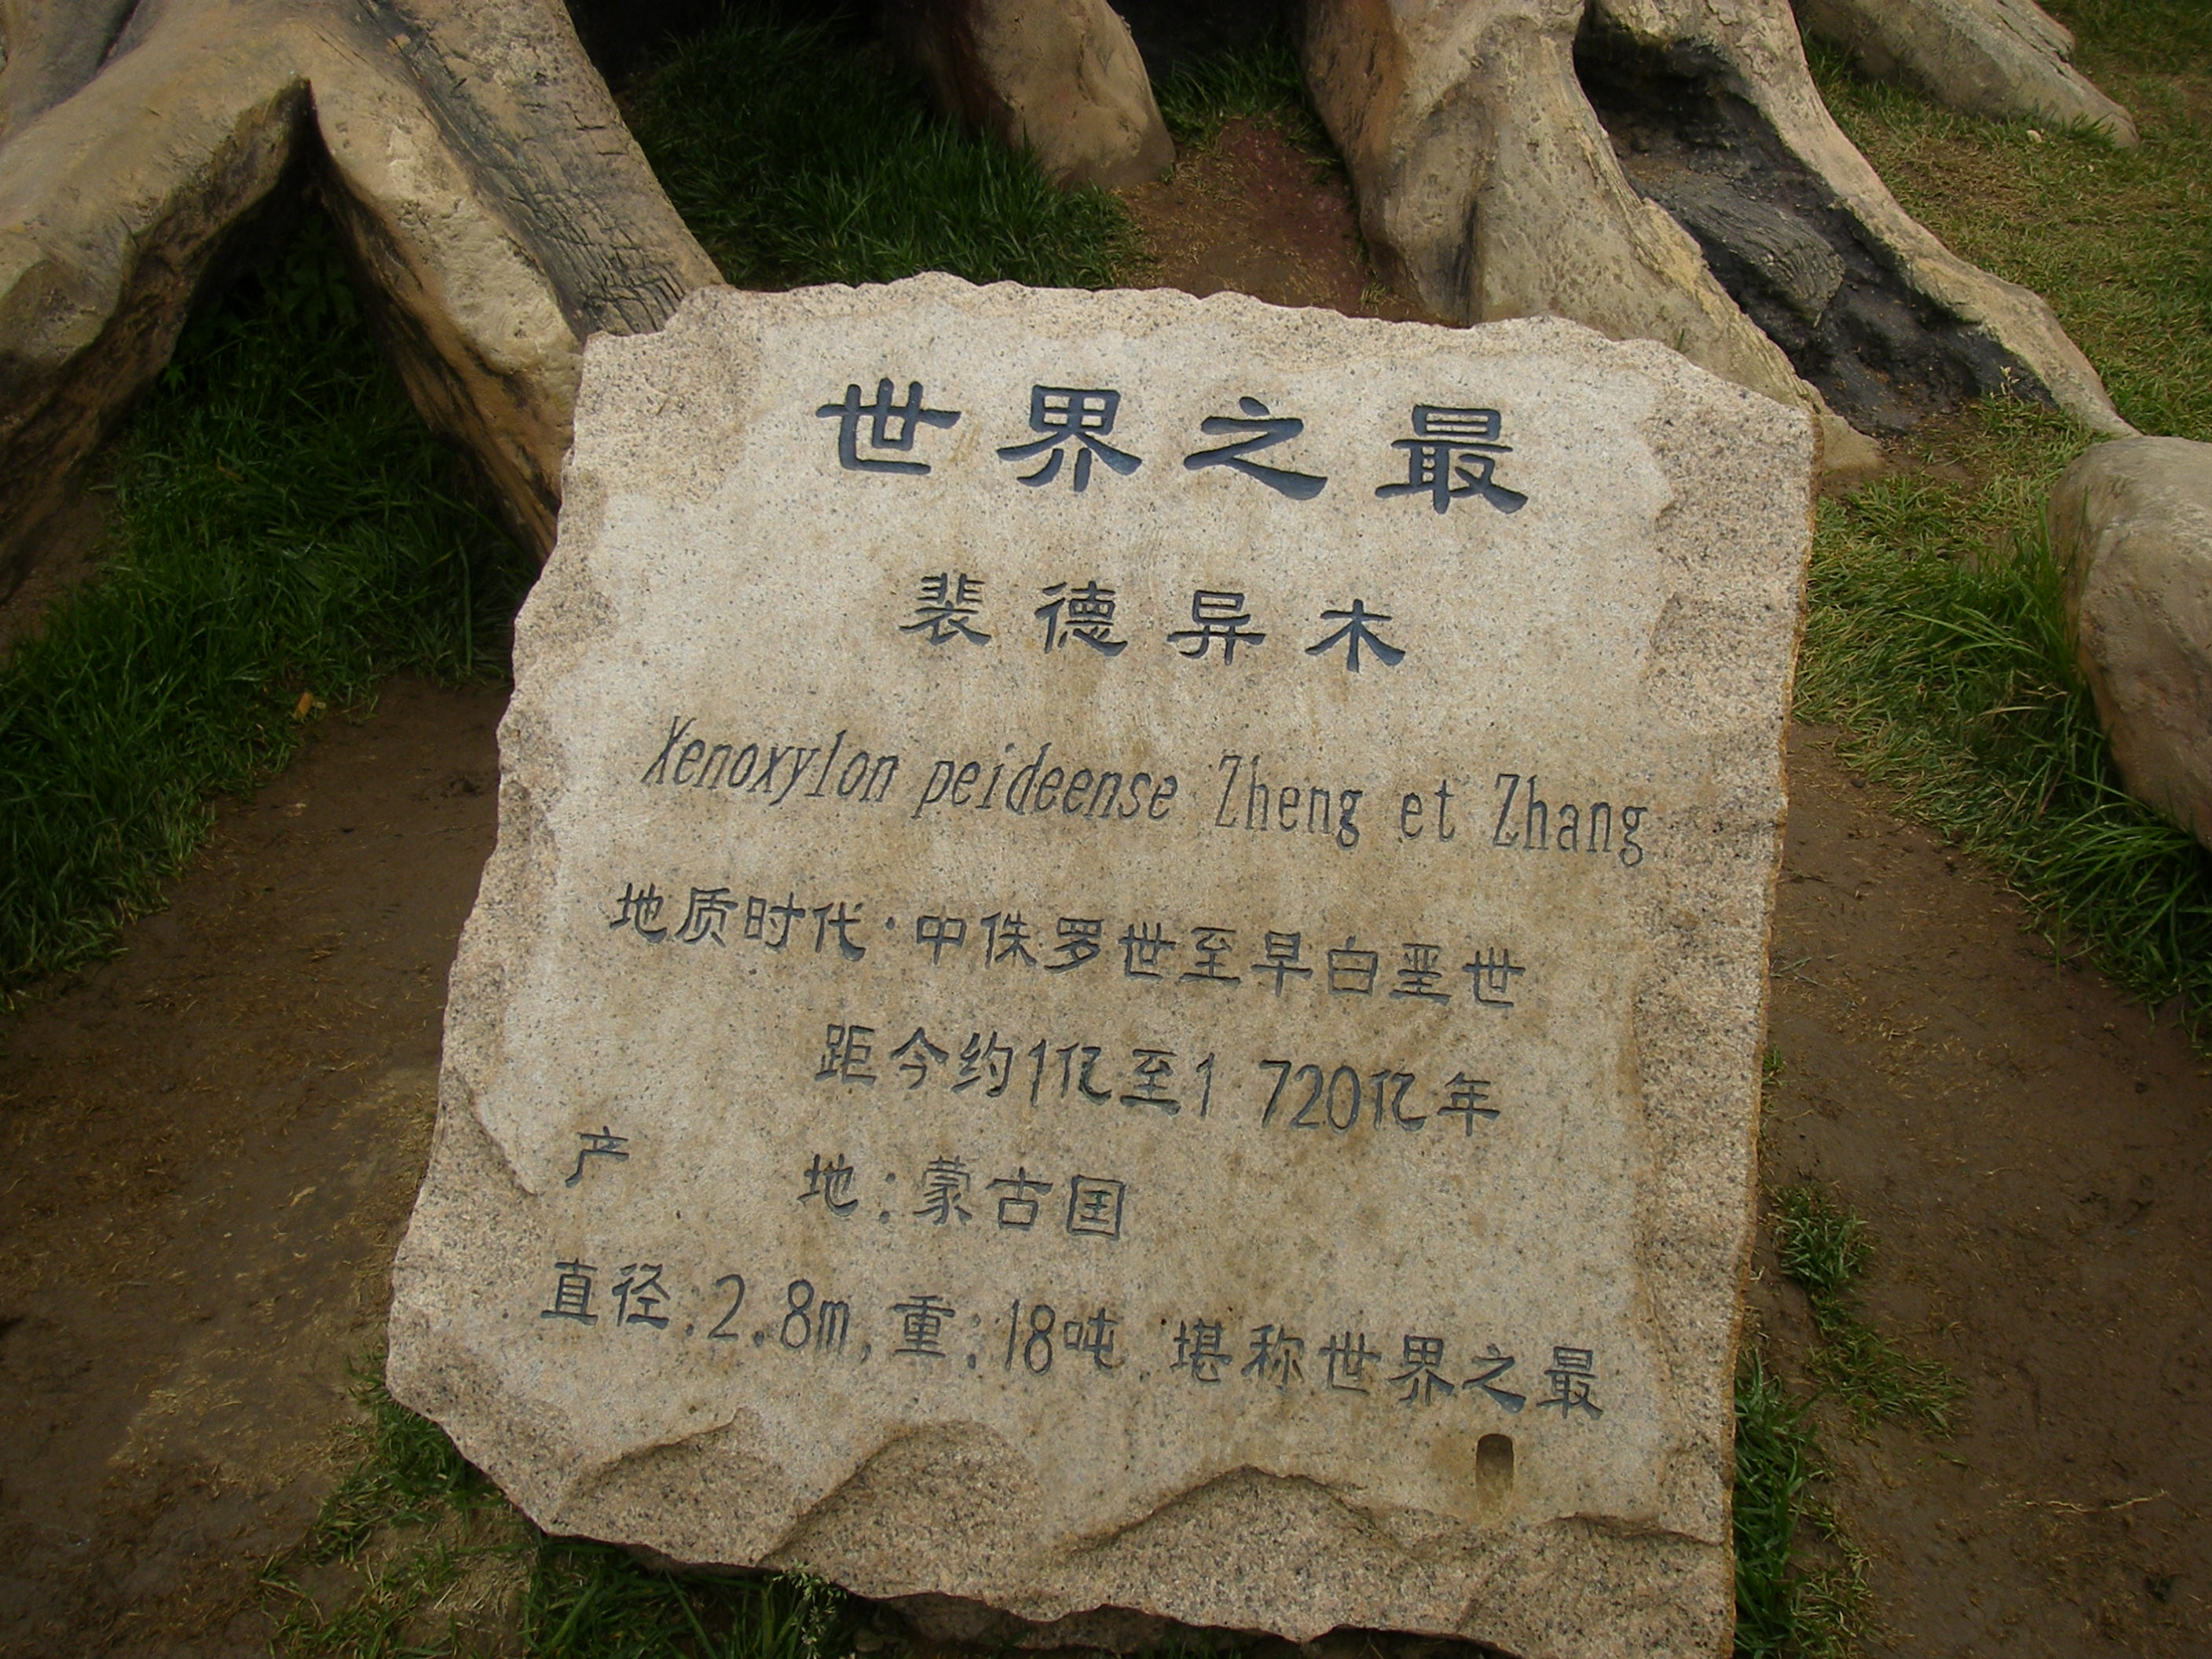 世界之最
裴德异木
Xenoxylon peideense Zheng et Zhang
地质时代·中侏罗世至早白垩世
距今约1亿至1 720亿年
产 地:蒙古国
直径:2.8m,重:18吨 堪称世界之最